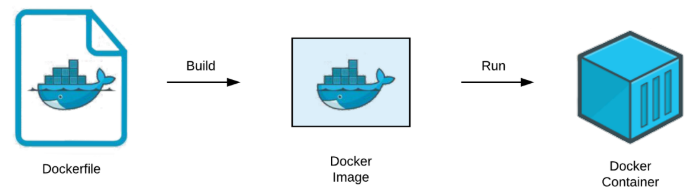 Build
Run
Dockerfile
Docker
Image
Docker
Container